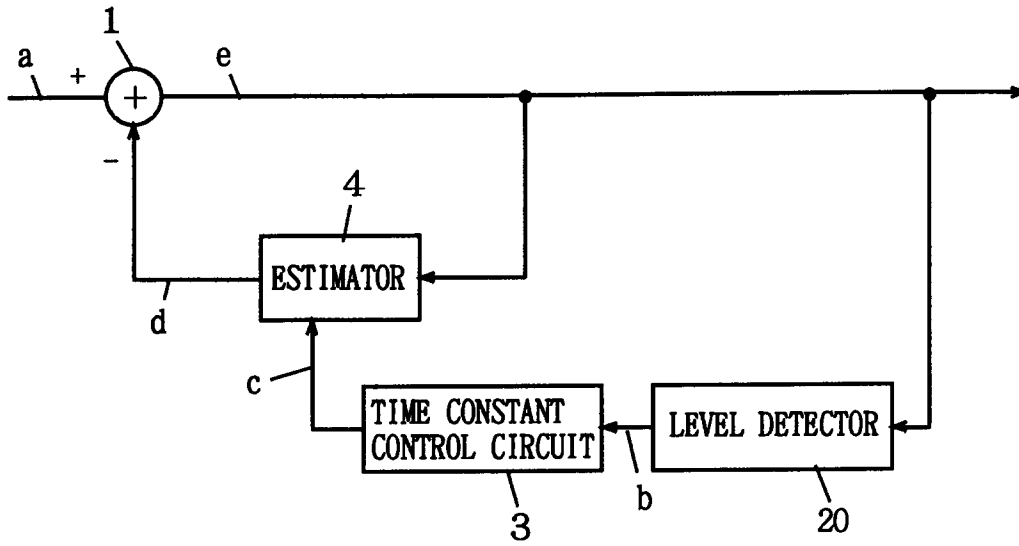 1
a
+
e
+
-
4
ESTIMATOR
d
c
TIME CONSTANT
CONTROL CIRCUIT
LEVEL DETECTOR
b
3
20